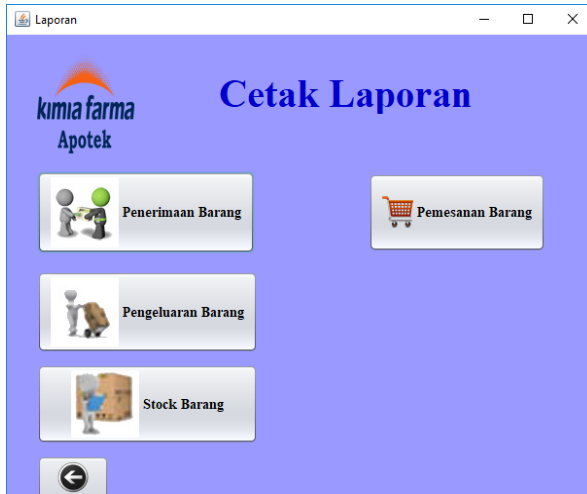 Laporan
kimia farma
Apotek
Cetak Laporan
Penerimaan Barang
Pemesanan Barang
Pengeluaran Barang
Stock Barang